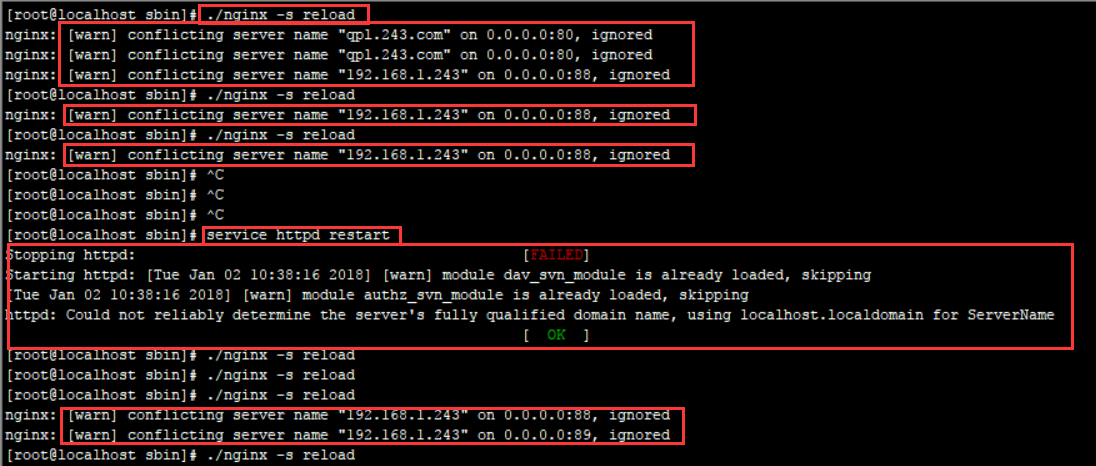 [root@localhost sbin]# ./nginx -s reload
nginx: [warn] conflicting server name "qpl.243.com" on 0.0.0.0:80, ignored
nginx: [warn] conflicting server name "qpl.243.com" on 0.0.0.0:80, ignored
nginx: [warn] conflicting server name "192.168.1.243" on 0.0.0.0:88, ignored
[root@localhost sbin]# ./nginx -s reload
nginx: [warn] conflicting server name "192.168.1.243" on 0.0.0.0:88, ignored
[root@localhost sbin]# ./nginx -s reload
nginx: [warn] conflicting server name "192.168.1.243" on 0.0.0.0:88, ignored
[root@localhost sbin]# ^C
[root@localhost sbin]# ^C
[root@localhost sbin]# ^C
[root@localhost sbin]# service httpd restart
Stopping httpd: [FAILED]
Starting httpd: [Tue Jan 02 10:38:16 2018] [warn] module dav_svn_module is already loaded, skipping
[Tue Jan 02 10:38:16 2018] [warn] module authz_svn_module is already loaded, skipping
httpd: Could not reliably determine the server's fully qualified domain name, using localhost.localdomain for ServerName
[ OK ]
[root@localhost sbin]# ./nginx -s reload
[root@localhost sbin]# ./nginx -s reload
[root@localhost sbin]# ./nginx -s reload
nginx: [warn] conflicting server name "192.168.1.243" on 0.0.0.0:88, ignored
nginx: [warn] conflicting server name "192.168.1.243" on 0.0.0.0:89, ignored
[root@localhost sbin]# ./nginx -s reload